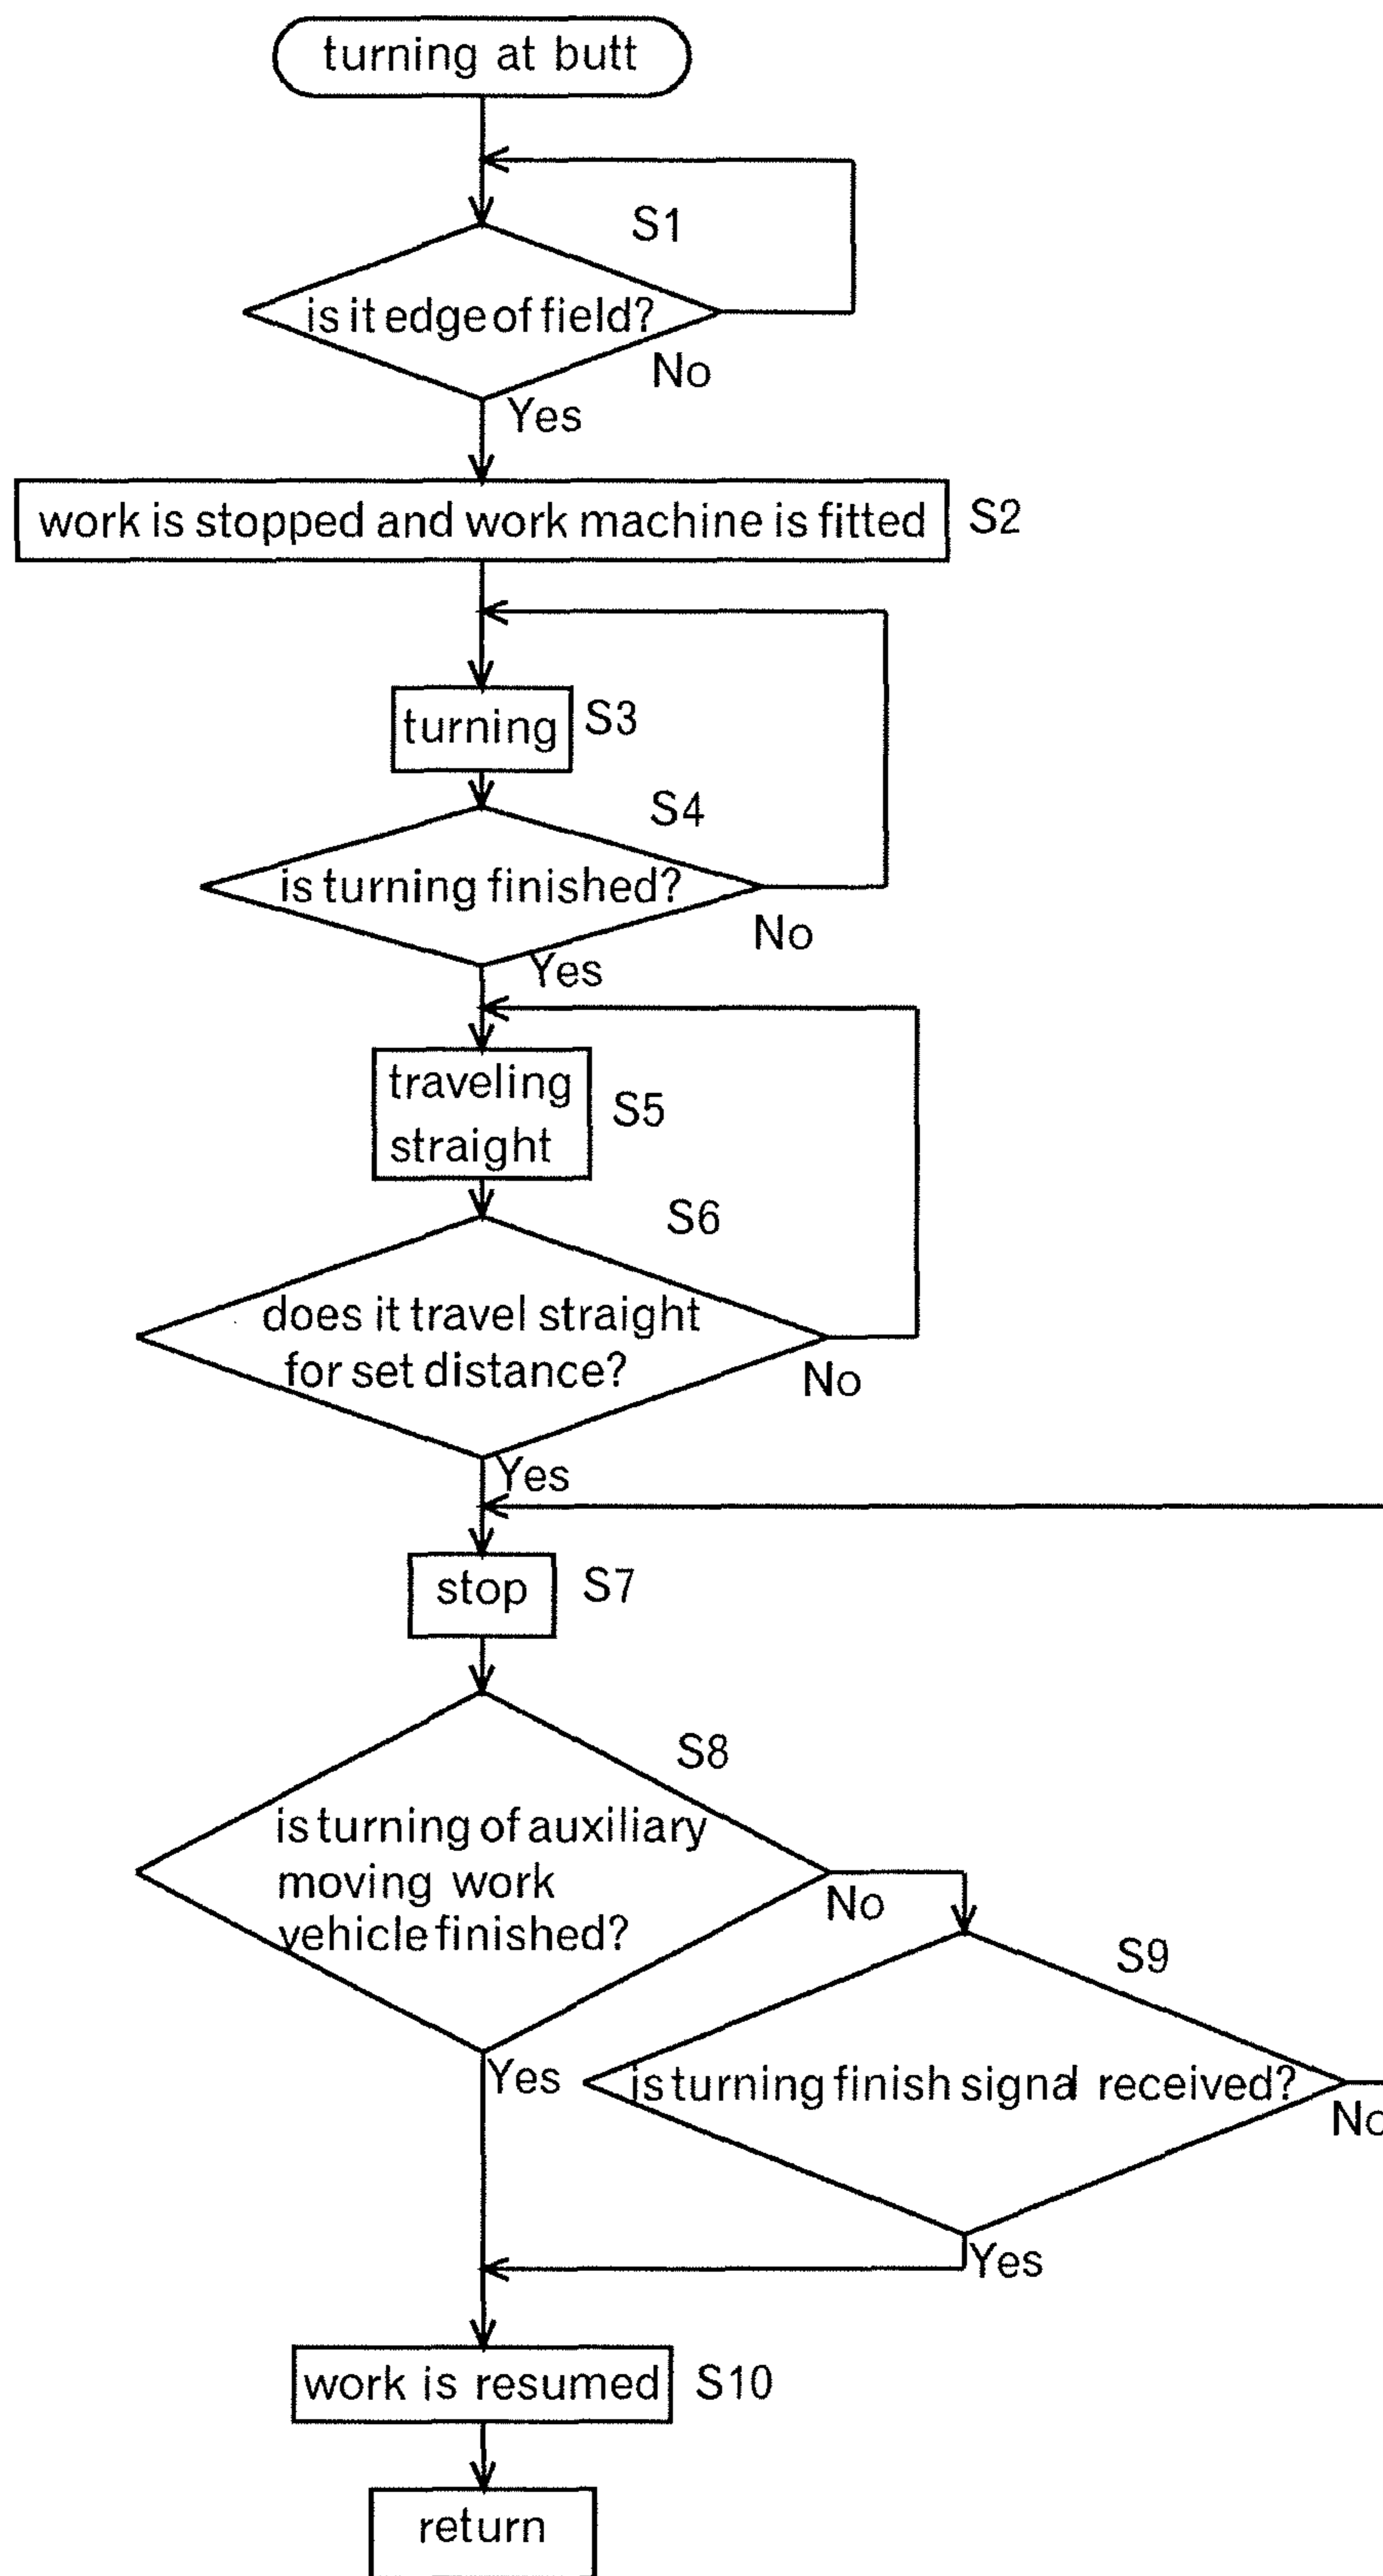 turning at butt
S1
is it edge of field?
No
Yes
work is stopped and work machine is fitted
S2
turning
S3
S4
is turning finished?
No
Yes
traveling
straight
S5
S6
does it travel straight
for set distance?
No
Yes
stop
S7
S8
is turning of auxiliary
moving work
vehicle finished?
No
S9
Yes
is turning finish signal received?
No
Yes
work is resumed
S10
return